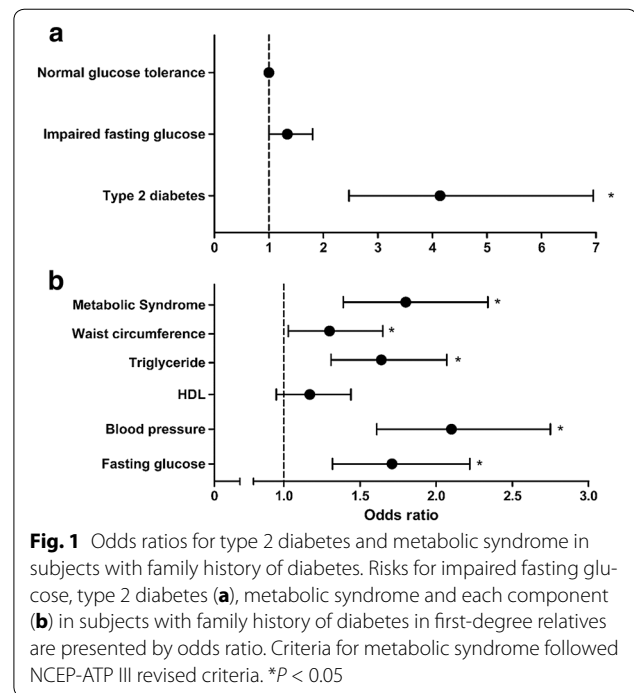 a
Normal glucose tolerance
Impaired fasting glucose
Type 2 diabetes
*
0 1 2 3 4 5 6 7
b
Metabolic Syndrome *
Waist circumference *
Triglyceride *
HDL
Blood pressure *
Fasting glucose *
0 1.0 1.5 2.0 2.5 3.0
Odds ratio
Fig. 1 Odds ratios for type 2 diabetes and metabolic syndrome in
subjects with family history of diabetes. Risks for impaired fasting glu-
cose, type 2 diabetes (a), metabolic syndrome and each component
(b) in subjects with family history of diabetes in first-degree relatives
are presented by odds ratio. Criteria for metabolic syndrome followed
NCEP-ATP III revised criteria. *P < 0.05